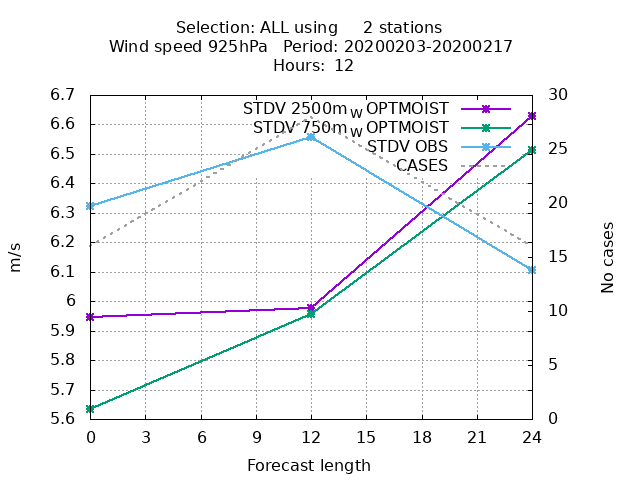 Selection: ALL using 2 stations
Wind speed 925hPa Period: 20200203-20200217
Hours: 12
STDV 2500m W OPTMOIST
STDV 750m W OPTMOIST
STDV OBS
CASES
6.7
6.6
6.5
6.4
6.3
6.2
6.1
6
5.9
5.8
5.7
5.6
m/s
30
25
20
15
10
5
0
No cases
0 3 6 9 12 15 18 21 24
Forecast length